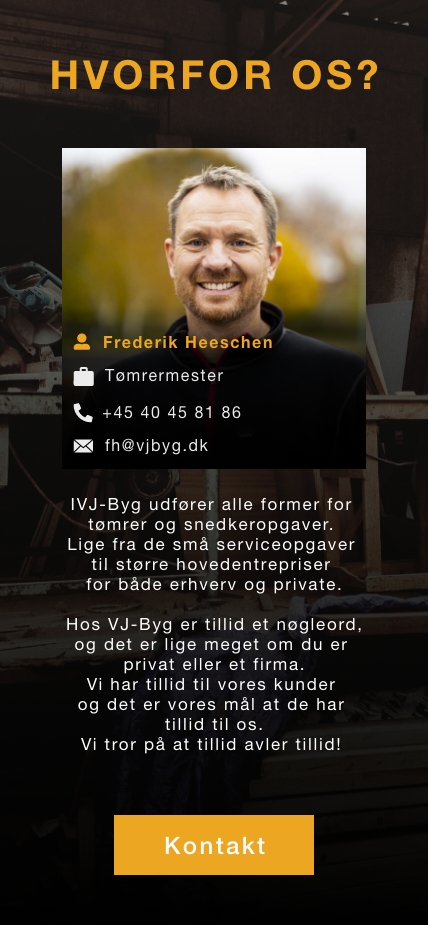 HVORFOR OS?
Frederik Heeschen
Tømrermester
+45 40 45 81 86
fh@vjbyg.dk
IVJ-Byg udfører alle former for
tømrer og snedkeropgaver.
Lige fra de små serviceopgaver
til større hovedentrepriser
for både erhverv og private.
Hos VJ-Byg er tillid et nøgleord,
og det er lige meget om du er
privat eller et firma.
Vi har tillid til vores kunder
og det er vores mål at de har
tillid til os.
Vi tror på at tillid avler tillid!
Kontakt